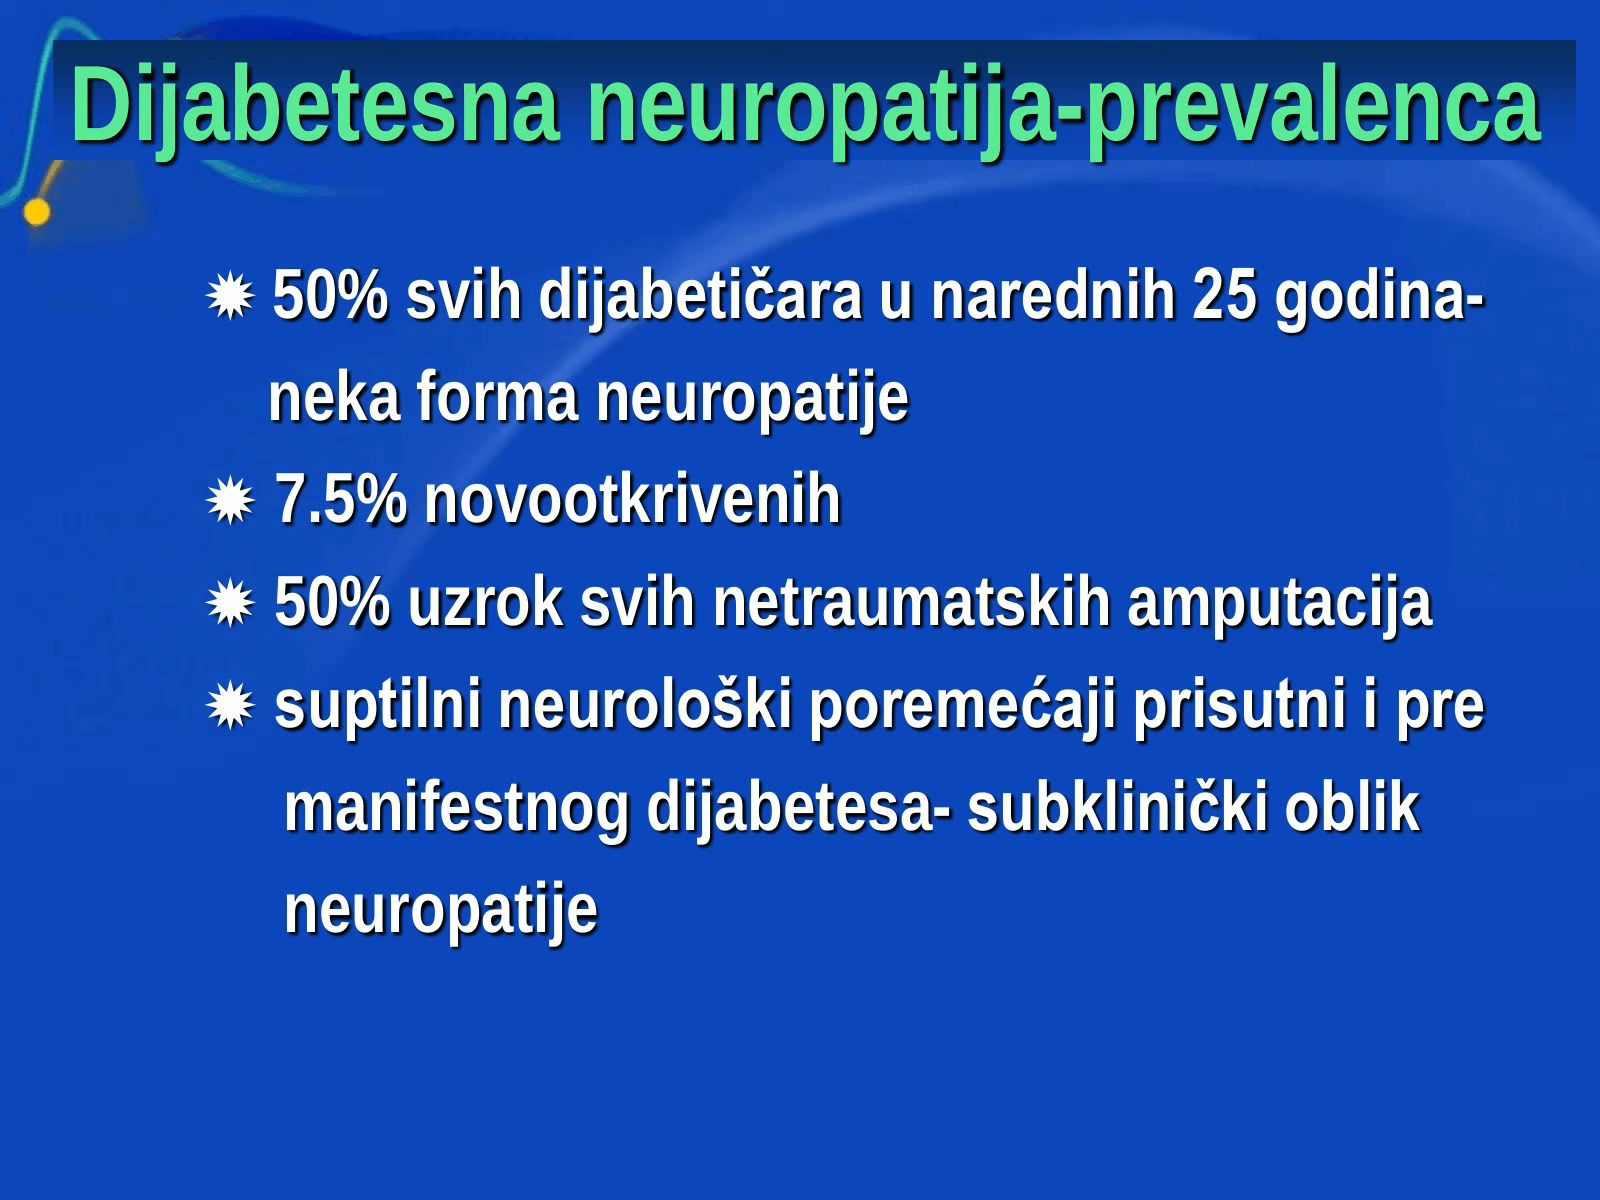 Dijabetesna neuropatija-prevalenca
✹ 50% svih dijabetičara u narednih 25 godina-
neka forma neuropatije
✹ 7.5% novootkrivenih
✹ 50% uzrok svih netraumatskih amputacija
✹ suptilni neurološki poremećaji prisutni i pre
manifestnog dijabetesa- subklinički oblik
neuropatije